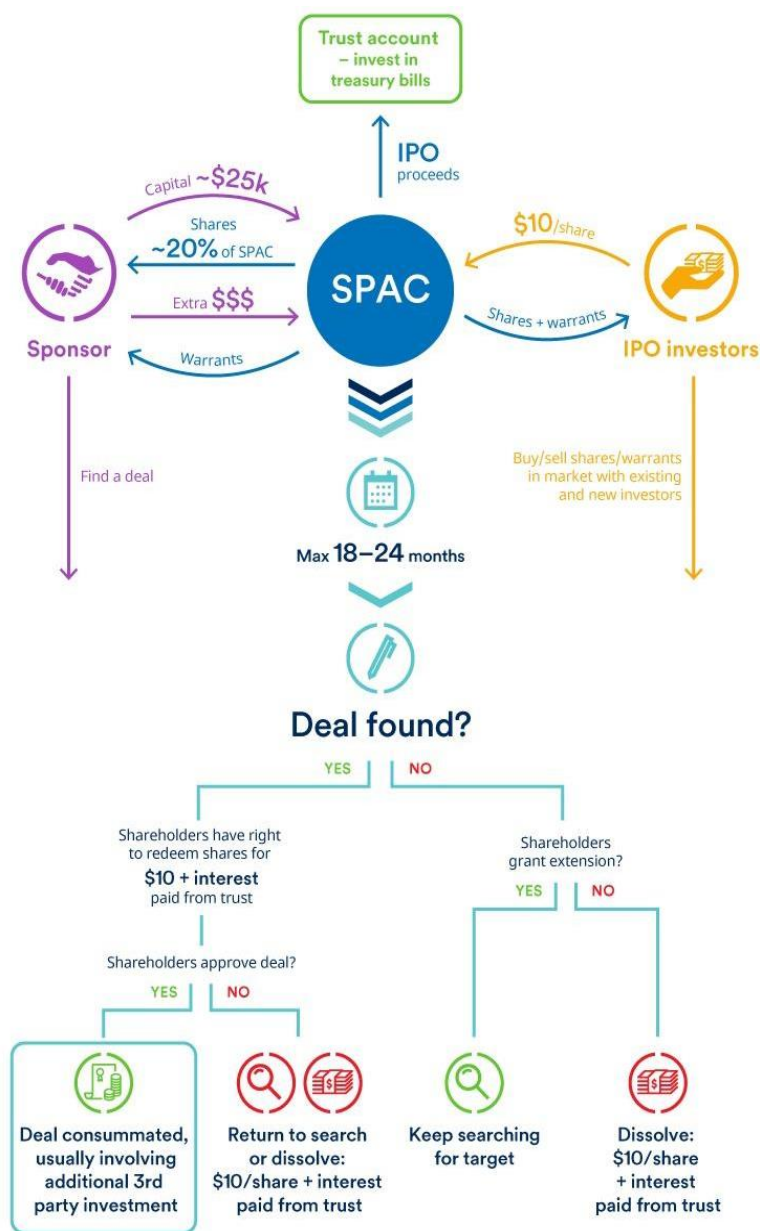 Trust account
– invest in
treasury bills
IPO
proceeds
Capital ~$25k
Shares
~20% of SPAC
Extra $$$
Warrants
Sponsor
SPAC
$10/share
Shares + warrants
IPO investors
Find a deal
Buy/sell shares/warrants
in market with existing
and new investors
Max 18–24 months
Deal found?
YES
NO
Shareholders have right
to redeem shares for
$10 + interest
paid from trust
Shareholders
grant extension?
YES
NO
Shareholders approve deal?
YES
NO
Deal consummated,
usually involving
additional 3rd
party investment
Return to search
or dissolve:
$10/share + interest
paid from trust
Keep searching
for target
Dissolve:
$10/share
+ interest
paid from trust